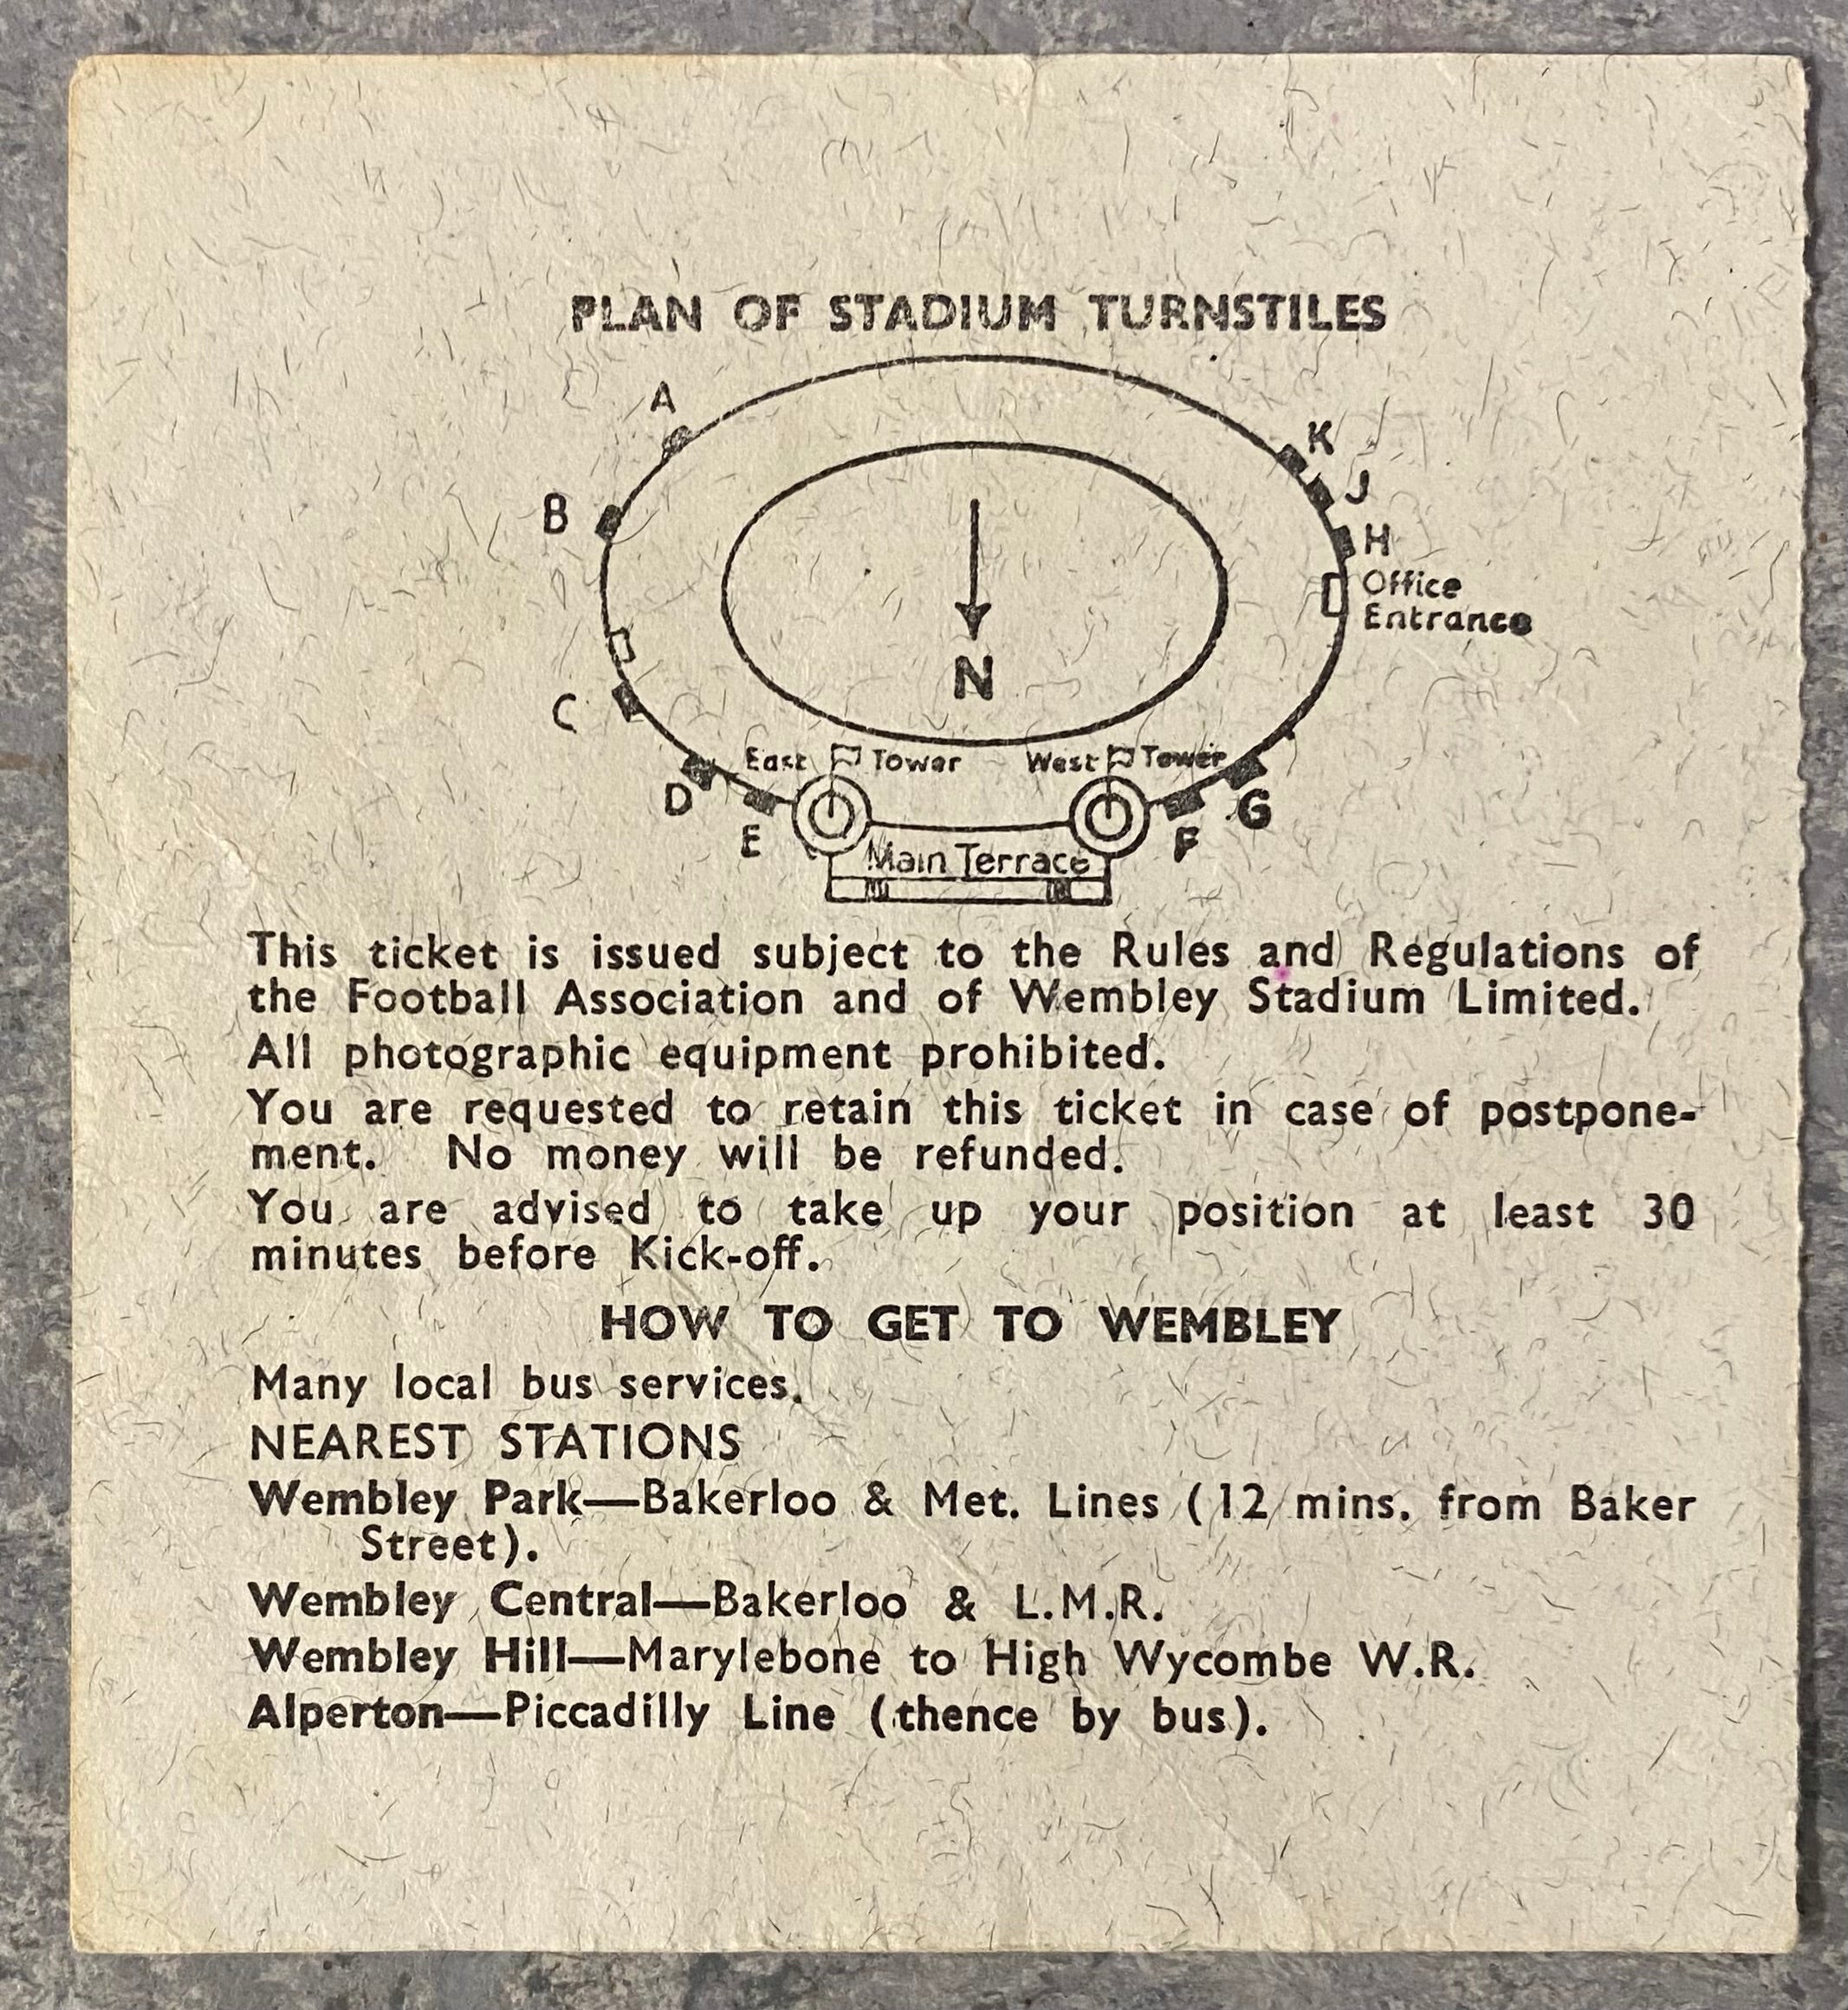 PLAN OF STADIUM TURNSTILES
A
K
B
J
H
Office
Entrance
N
C
East Tower
West Tower
D
G
E
F
Main Terrace
This ticket is issued subject to the Rules and Regulations of
the Football Association and of Wembley Stadium Limited.
All photographic equipment prohibited.
You are requested to retain this ticket in case of postpone-
ment. No money will be refunded.
You are advised to take up your position at least 30
minutes before Kick-off.
HOW TO GET TO WEMBLEY
Many local bus services.
NEAREST STATIONS
Wembley Park—Bakerloo & Met. Lines (12 mins. from Baker
Street).
Wembley Central—Bakerloo & L.M.R.
Wembley Hill—Marylebone to High Wycombe W.R.
Alperton—Piccadilly Line (thence by bus).